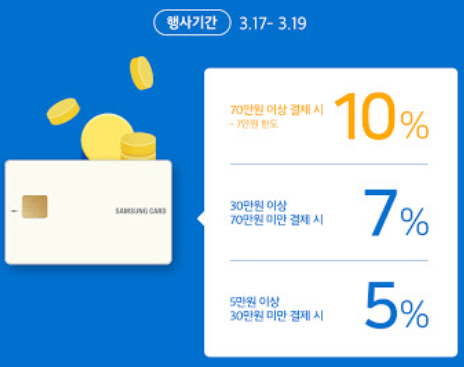 행사기간 3.17- 3.19
70만원 이상 결제 시
- 7만원 한도
10%
SAMSUNG CARD
30만원 이상
70만원 미만 결제 시
7%
5만원 이상
30만원 미만 결제 시
5%